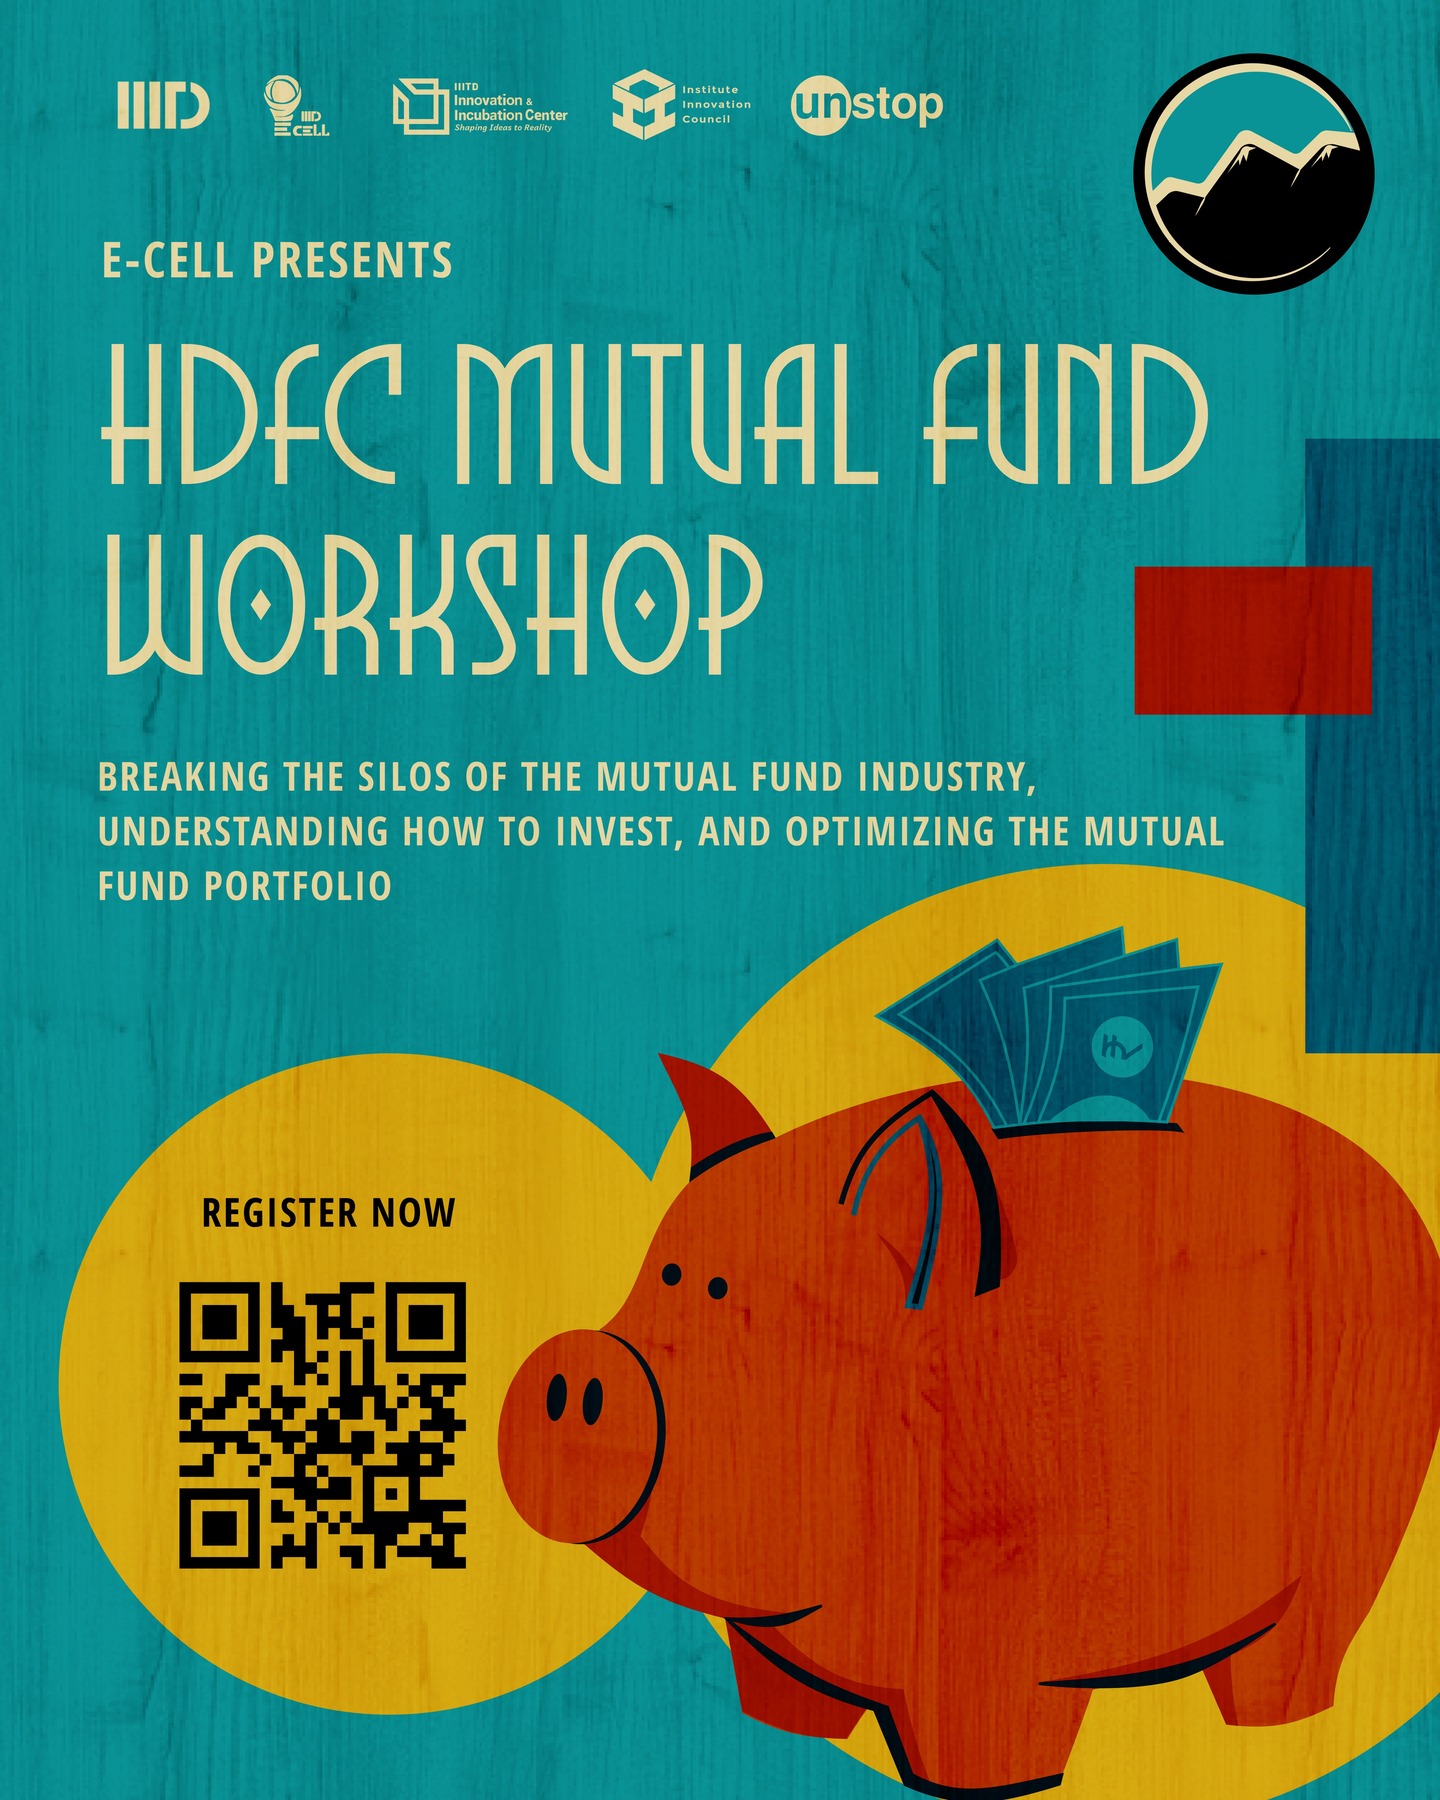 IIITD
IIITD
E CELL
IIITD
Innovation &
Incubation Center
Shaping Ideas to Reality
Institute
Innovation
Council
unstop
E-CELL PRESENTS
HDFC MUTUAL FUND
WORKSHOP
BREAKING THE SILOS OF THE MUTUAL FUND INDUSTRY,
UNDERSTANDING HOW TO INVEST, AND OPTIMIZING THE MUTUAL
FUND PORTFOLIO
REGISTER NOW